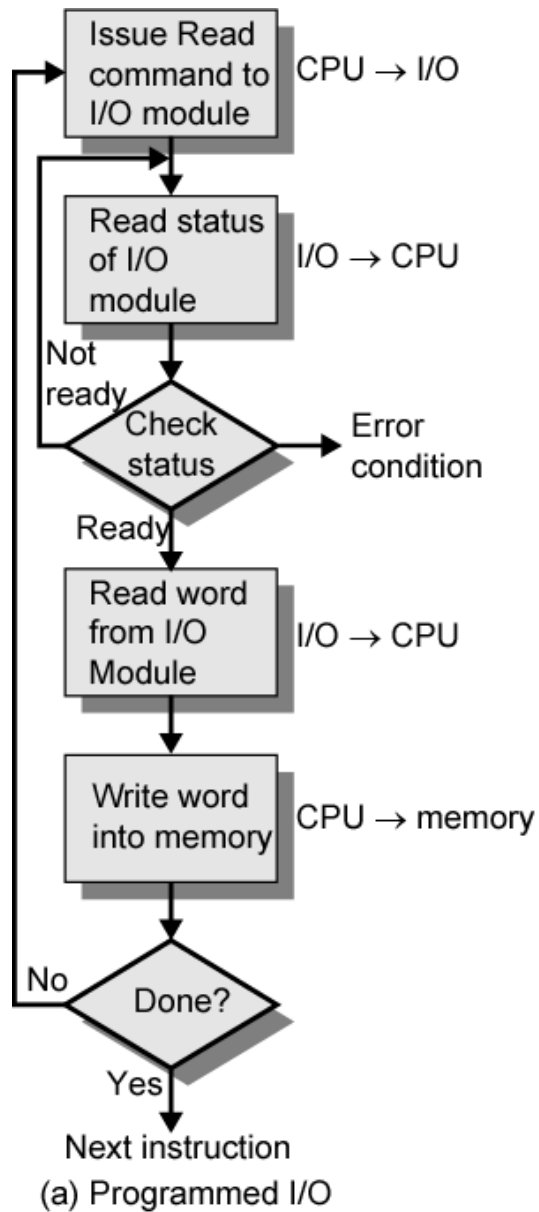 Issue Read
command to
I/O module
CPU → I/O
Read status
of I/O
module
I/O → CPU
Not
ready
Check
status
Error
condition
Ready
Read word
from I/O
Module
I/O → CPU
Write word
into memory
CPU → memory
No
Done?
Yes
Next instruction
(a) Programmed I/O